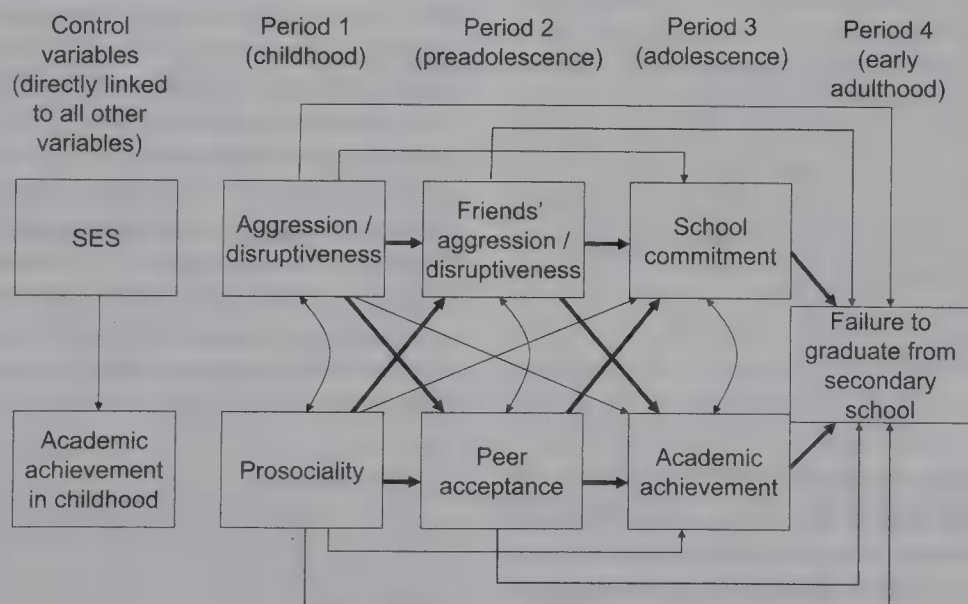 Control
variables
(directly linked
to all other
variables)
Period 1
(childhood)
Period 2
(preadolescence)
Period 3
(adolescence)
Period 4
(early
adulthood)
SES
Aggression /
disruptiveness
Friends'
aggression /
disruptiveness
School
commitment
Failure to
graduate from
secondary
school
Academic
achievement
in childhood
Prosociality
Peer
acceptance
Academic
achievement